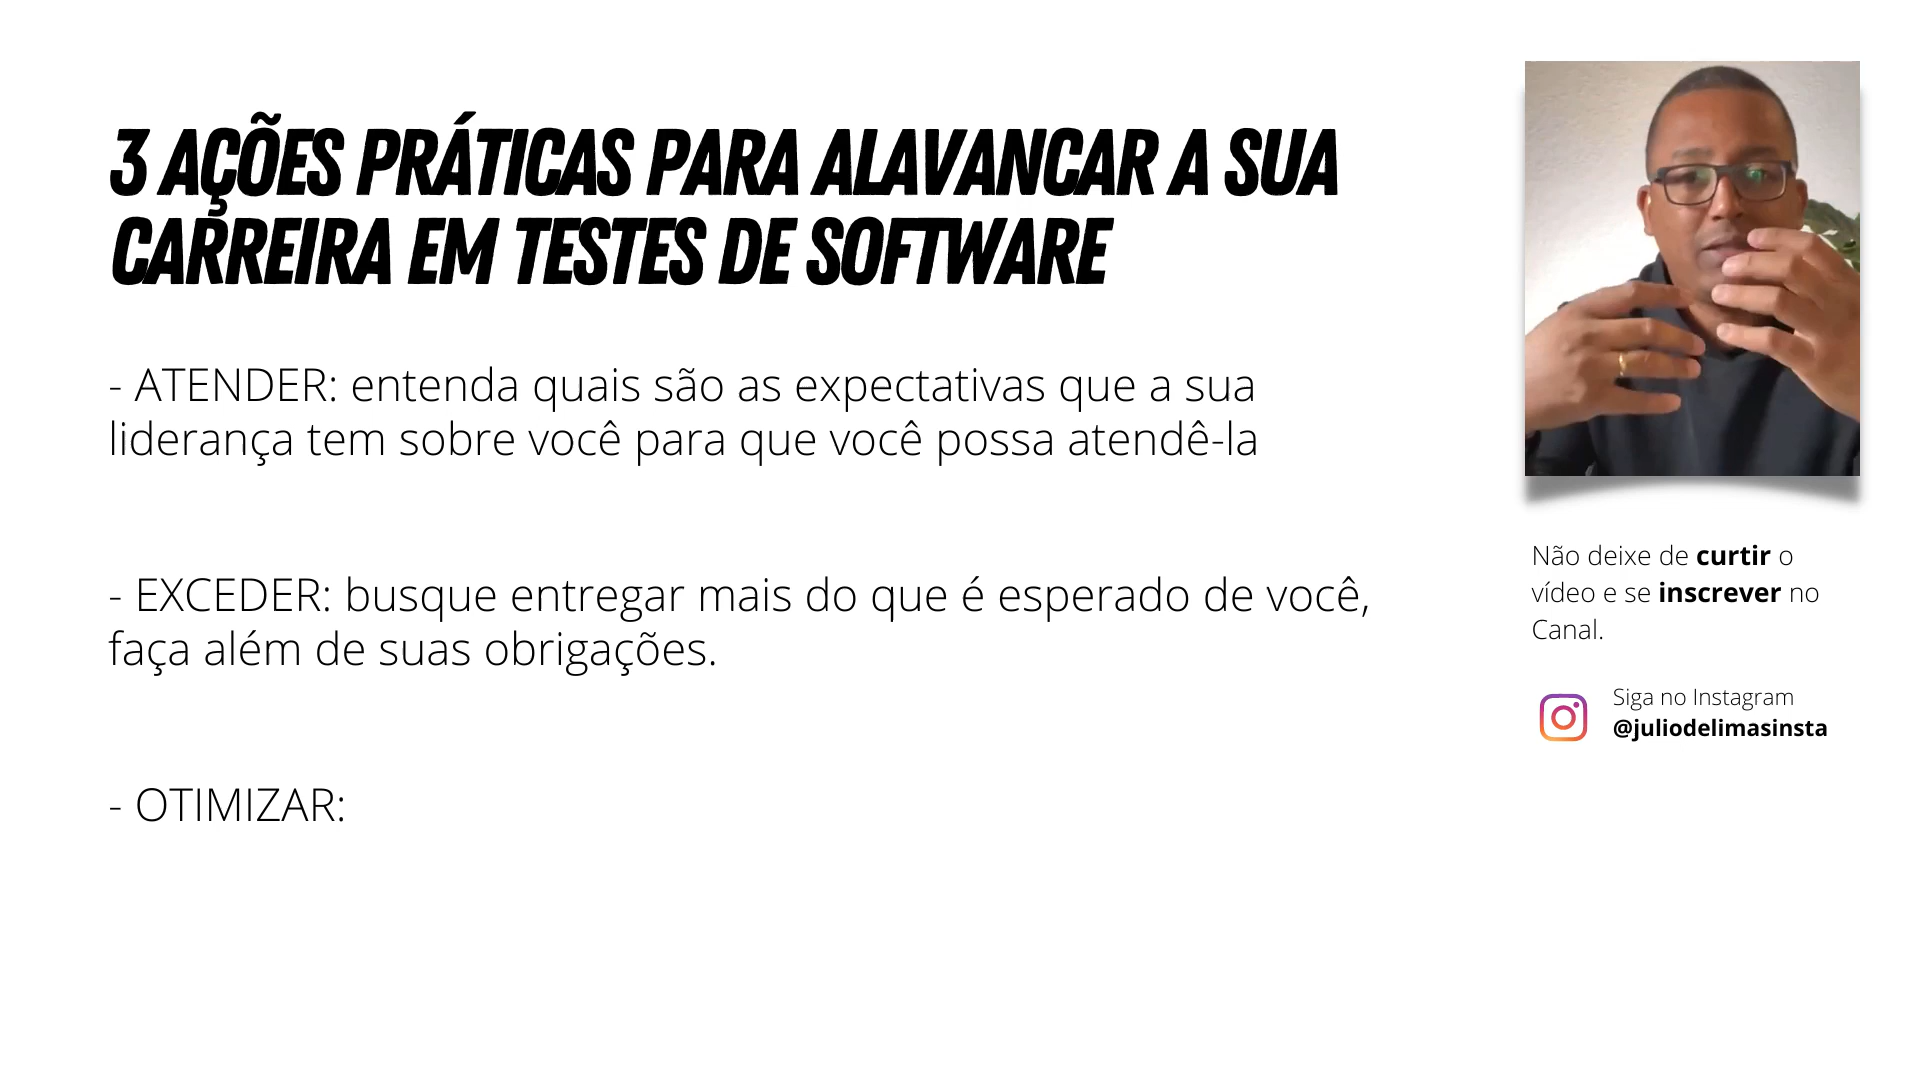 3 AÇÕES PRÁTICAS PARA ALAVANCAR A SUA
CARREIRA EM TESTES DE SOFTWARE
- ATENDER: entenda quais são as expectativas que a sua
liderança tem sobre você para que você possa atendê-la
- EXCEDER: busque entregar mais do que é esperado de você,
faça além de suas obrigações.
- OTIMIZAR:
Não deixe de curtir o
vídeo e se inscrever no
Canal.
Siga no Instagram
@juliodelimasinsta